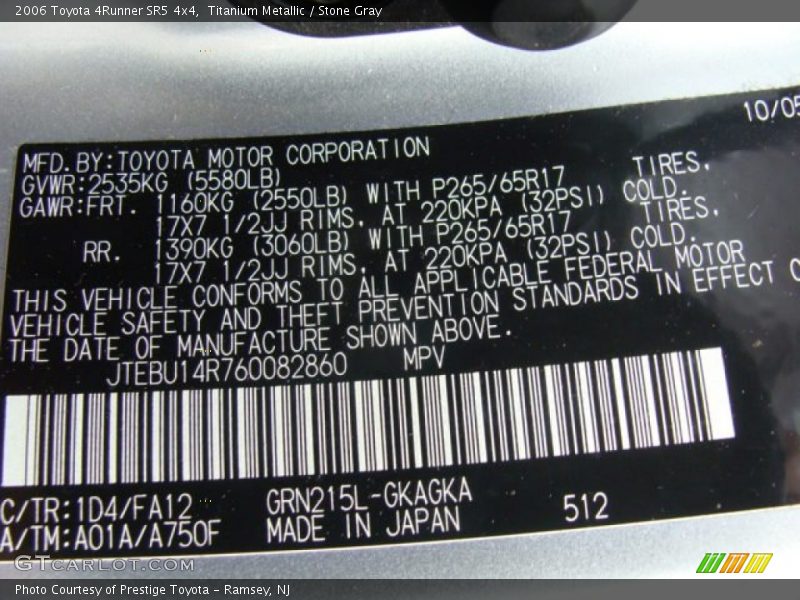 2006 Toyota 4Runner SR5 4x4,  Titanium Metallic / Stone Gray
10/05
MFD. BY:TOYOTA MOTOR CORPORATION
GVWR:2535KG (5580LB)
GAWR:FRT. 1160KG (2550LB) WITH P265/65R17 TIRES,
17X7 1/2JJ RIMS, AT 220KPA (32PSI) COLD.
RR. 1390KG (3060LB) WITH P265/65R17 TIRES,
17X7 1/2JJ RIMS, AT 220KPA (32PSI) COLD.
THIS VEHICLE CONFORMS TO ALL APPLICABLE FEDERAL MOTOR
VEHICLE SAFETY AND THEFT PREVENTION STANDARDS IN EFFECT O
THE DATE OF MANUFACTURE SHOWN ABOVE.
JTEBU14R760082860 MPV
C/TR:1D4/FA12 GRN215L-GKAGKA 512
A/TM:A01A/A750F MADE IN JAPAN
GTCARLOT.COM
Photo Courtesy of Prestige Toyota - Ramsey, NJ